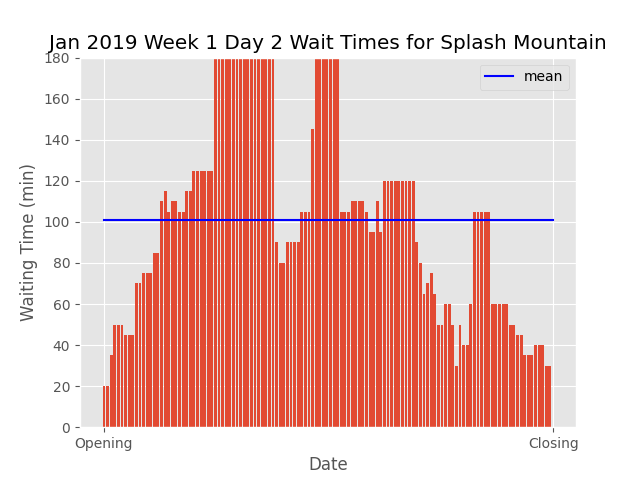 Jan 2019 Week 1 Day 2 Wait Times for Splash Mountain
180
160
140
120
100
80
60
40
20
0
Waiting Time (min)
mean
Opening
Closing
Date